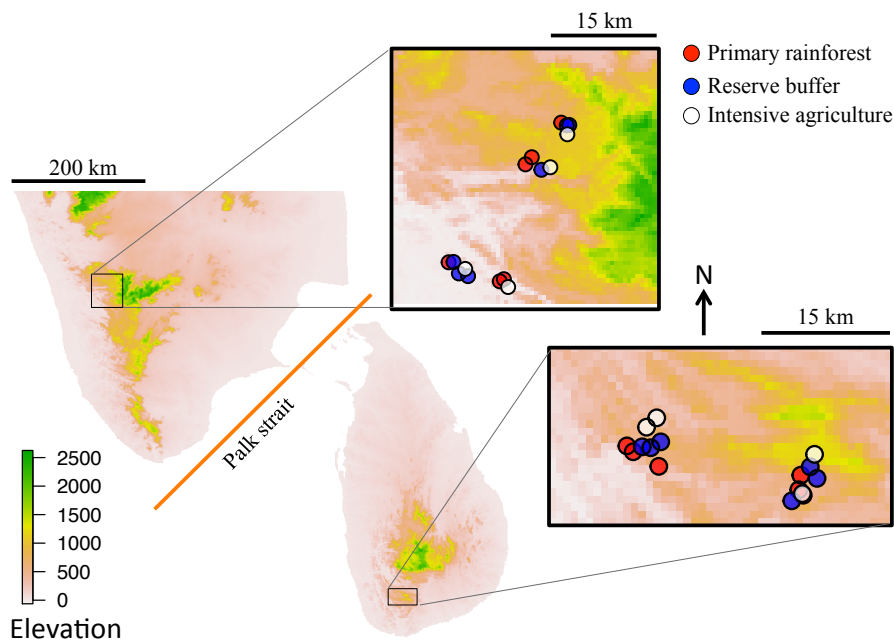 15 km
Primary rainforest
Reserve buffer
Intensive agriculture
200 km
N
15 km
Palk strait
2500
2000
1500
1000
500
0
Elevation